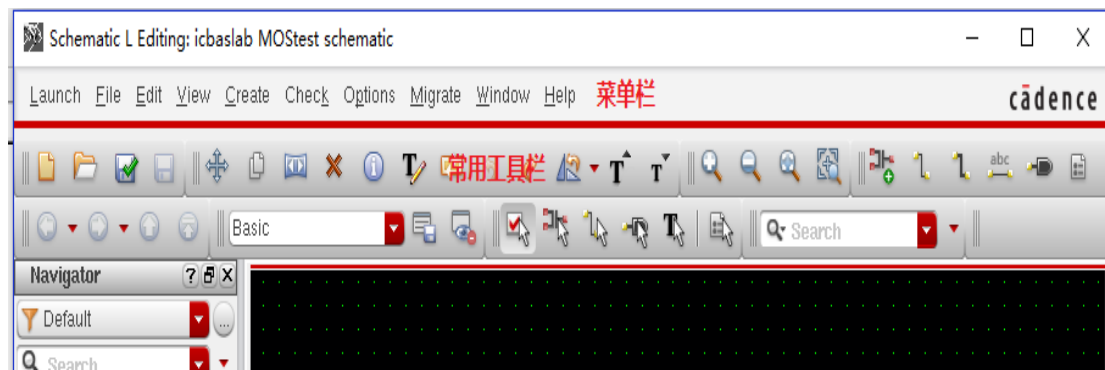 Schematic L Editing: icbaslab MOStest schematic
Launch File Edit View Create Check Options Migrate Window Help 菜单栏 cādence
T 常用工具栏 T T abc
Basic T Search
Navigator ?
Default ...
Search